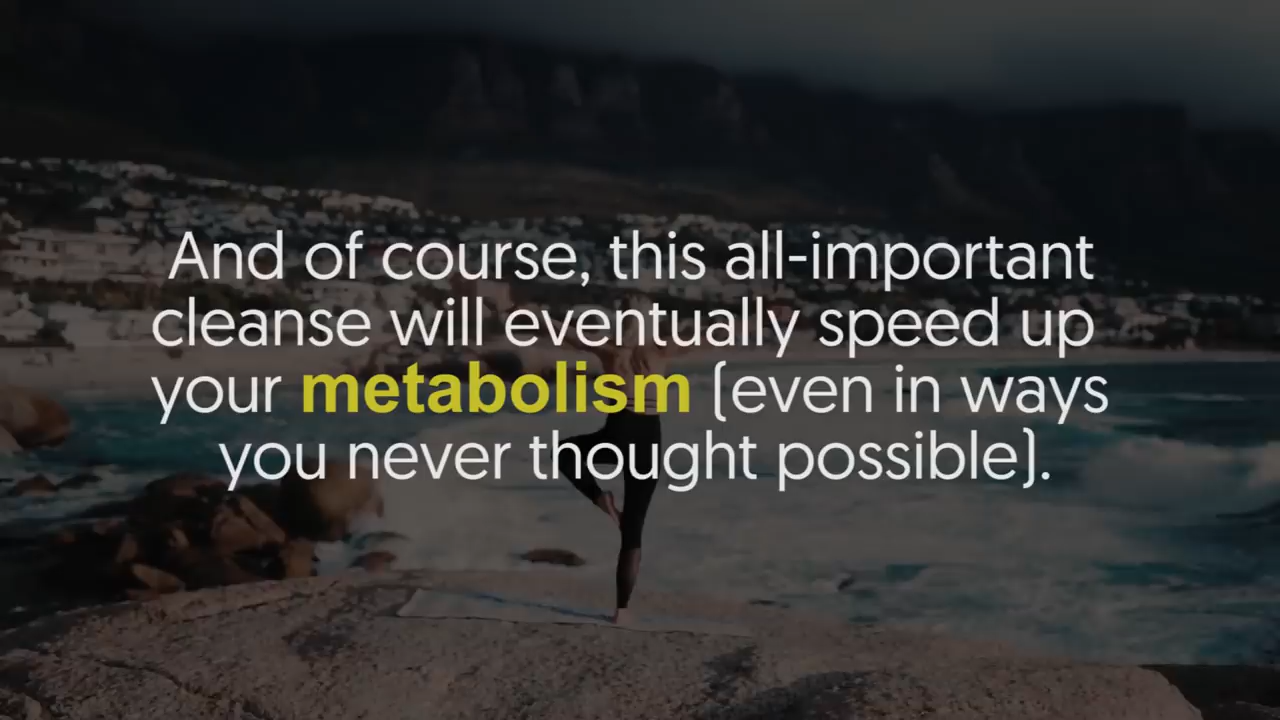 And of course, this all-important
cleanse will eventually speed up
your metabolism (even in ways
you never thought possible).